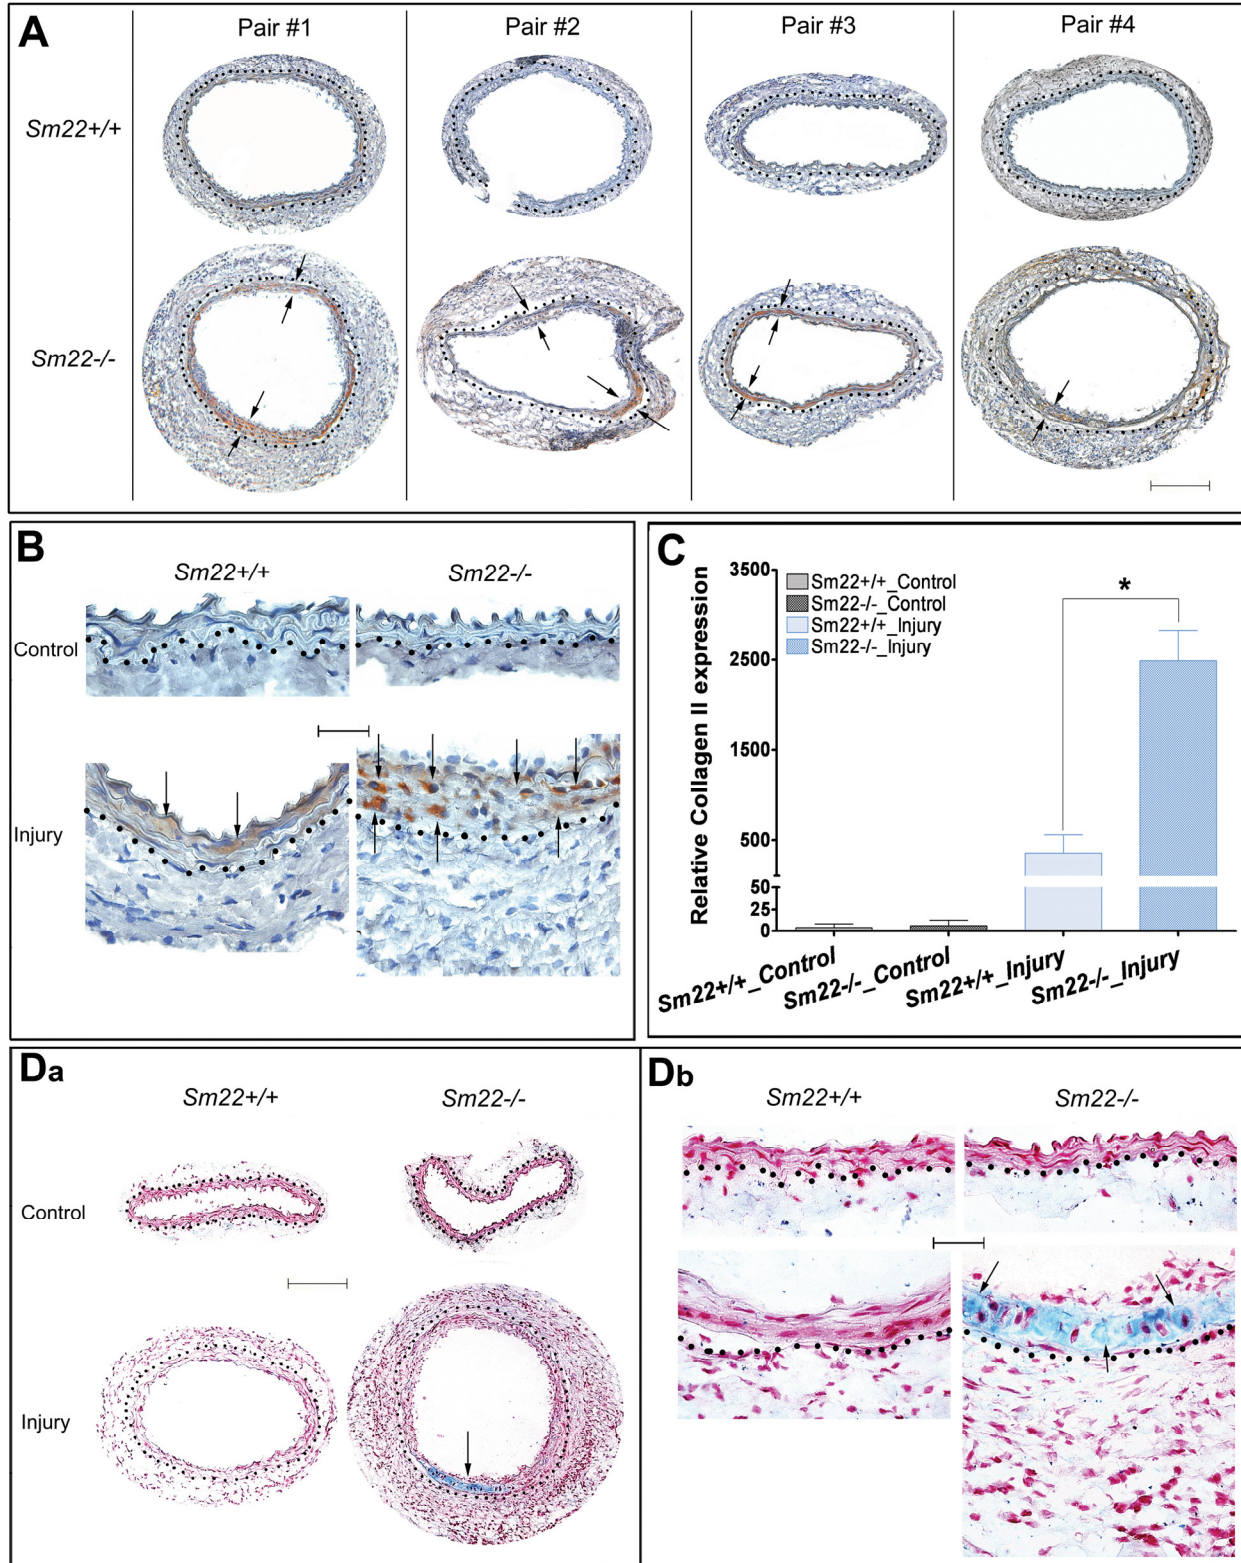 A
Pair #1
Pair #2
Pair #3
Pair #4
Sm22+/+
Sm22-/-
B
Sm22+/+
Sm22-/-
Control
Injury
C
Relative Collagen II expression
3500
2500
1500
500
50
25
0
Sm22+/+_Control
Sm22-/-_Control
Sm22+/+_Injury
Sm22-/-_Injury
*
Sm22+/+_Control
Sm22-/-_Control
Sm22+/+_Injury
Sm22-/-_Injury
Da
Sm22+/+
Sm22-/-
Control
Injury
Db
Sm22+/+
Sm22-/-